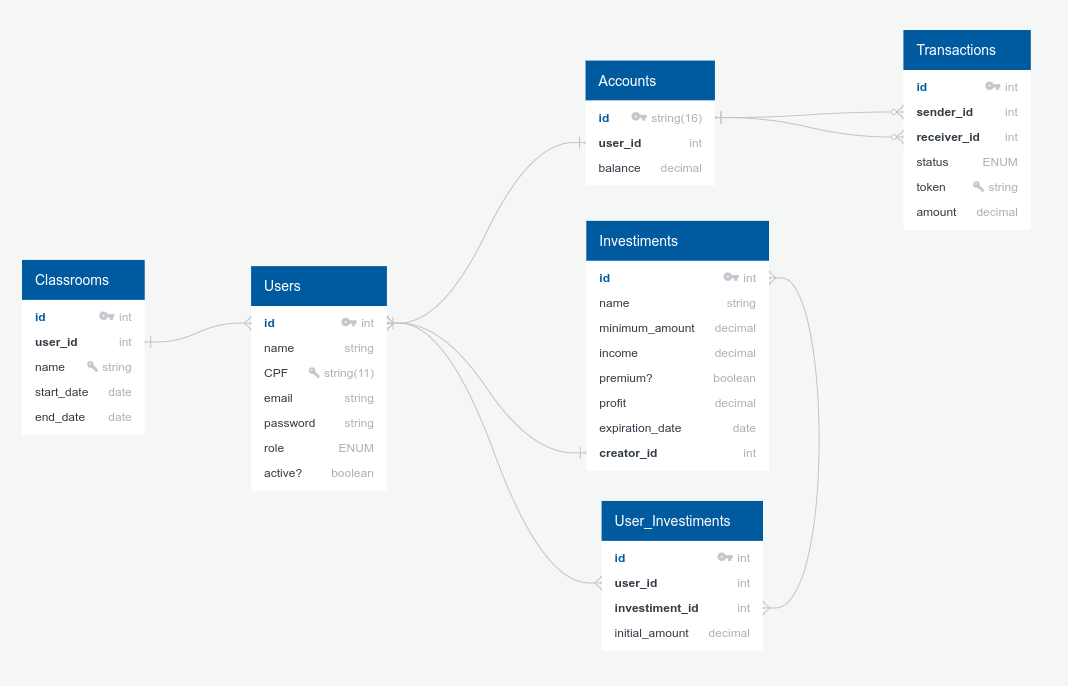 Classrooms
id int
user_id int
name string
start_date date
end_date date
Users
id int
name string
CPF string(11)
email string
password string
role ENUM
active? boolean
Accounts
id string(16)
user_id int
balance decimal
Investiments
id int
name string
minimum_amount decimal
income decimal
premium? boolean
profit decimal
expiration_date date
creator_id int
User_Investiments
id int
user_id int
investiment_id int
initial_amount decimal
Transactions
id int
sender_id int
receiver_id int
status ENUM
token string
amount decimal